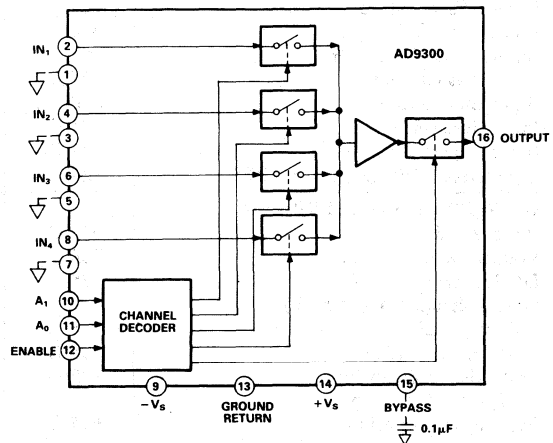 AD9300
IN1 2
1
IN2 4
3
IN3 6
5
IN4 8
7
A1 10
A0 11
ENABLE 12
CHANNEL
DECODER
16 OUTPUT
9
−VS
13
GROUND
RETURN
14
+VS
15
BYPASS
0.1μF